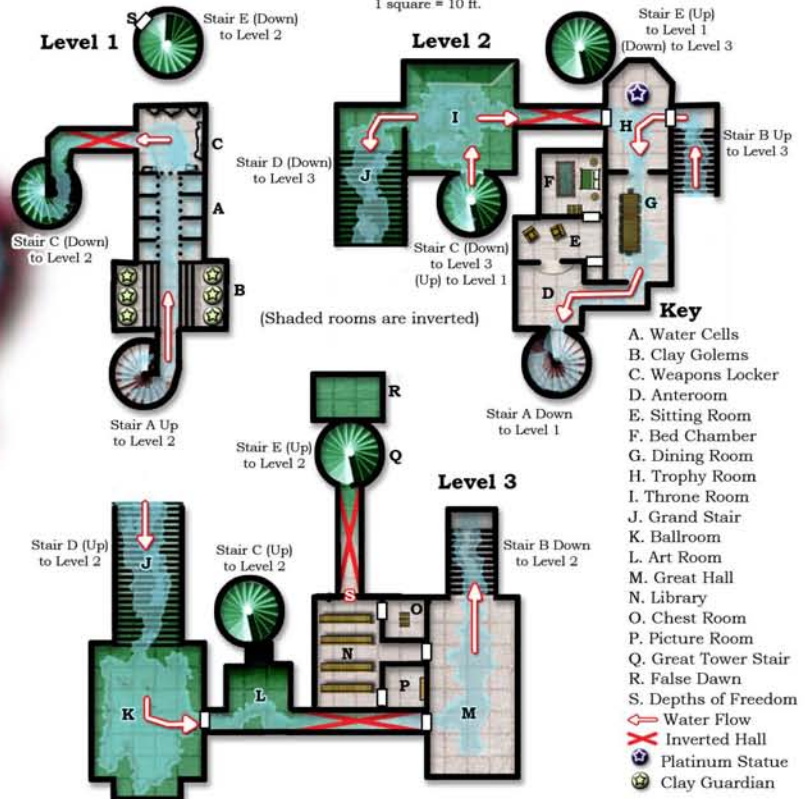 1 square = 10 ft.
S
Stair E (Down)
to Level 2
Level 1
C
A
B
Stair C (Down)
to Level 2
Stair A Up
to Level 2
Level 2
Stair E (Up)
to Level 1
(Down) to Level 3
I
H
Stair B Up
to Level 3
Stair D (Down)
to Level 3
J
F
G
E
D
Stair C (Down)
to Level 3
(Up) to Level 1
Stair A Down
to Level 1
(Shaded rooms are inverted)
R
Stair E (Up)
to Level 2
Q
Level 3
Stair D (Up)
to Level 2
J
Stair C (Up)
to Level 2
Stair B Down
to Level 2
S
O
N
P
L
K
M
Key
A. Water Cells
B. Clay Golems
C. Weapons Locker
D. Anteroom
E. Sitting Room
F. Bed Chamber
G. Dining Room
H. Trophy Room
I. Throne Room
J. Grand Stair
K. Ballroom
L. Art Room
M. Great Hall
N. Library
O. Chest Room
P. Picture Room
Q. Great Tower Stair
R. False Dawn
S. Depths of Freedom
Water Flow
Inverted Hall
Platinum Statue
Clay Guardian